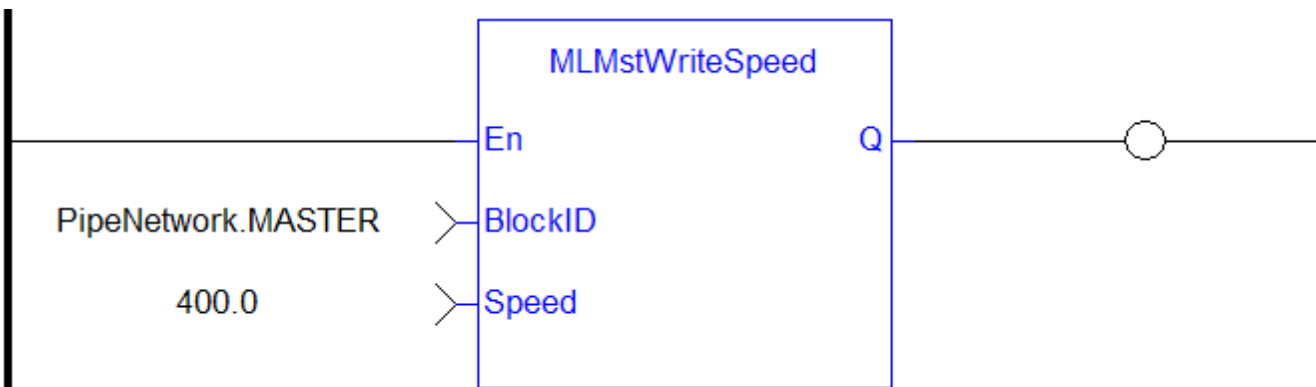 MLMstWriteSpeed
En Q
PipeNetwork.MASTER BlockID
400.0 Speed